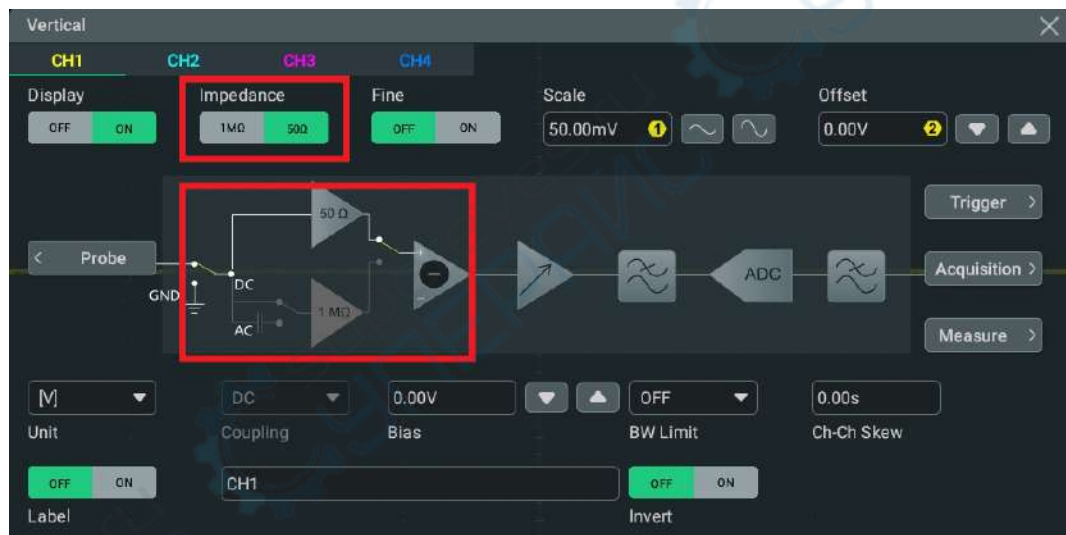 Vertical
CH1 CH2 CH3 CH4
Display Impedance Fine Scale Offset
OFF ON 1MΩ 50Ω OFF ON 50.00mV 1 0.00V 2
50 Ω
Trigger >
< Probe
DC
GND
ADC
Acquisition >
1 MΩ
AC
Measure >
[V] DC 0.00V OFF 0.00s
Unit Coupling Bias BW Limit Ch-Ch Skew
OFF ON CH1 OFF ON
Label Invert